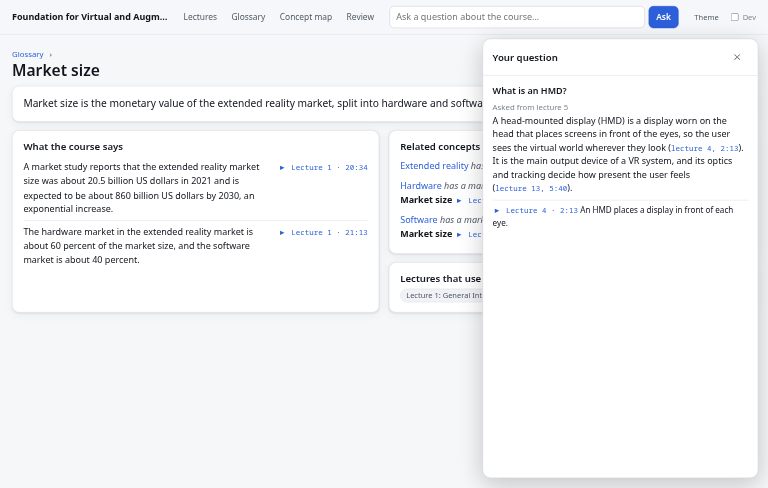 Foundation for Virtual and Augm...
Lectures
Glossary
Concept map
Review
Ask a question about the course...
Ask
Theme
Dev
Glossary ›
Market size
Market size is the monetary value of the extended reality market, split into hardware and softwa
What the course says
A market study reports that the extended reality market
size was about 20.5 billion US dollars in 2021 and is
expected to be about 860 billion US dollars by 2030, an
exponential increase.
▶ Lecture 1 · 20:34
The hardware market in the extended reality market is
about 60 percent of the market size, and the software
market is about 40 percent.
▶ Lecture 1 · 21:13
Related concepts
Extended reality has
Hardware has a mar
Market size ▶ Lec
Software has a mark
Market size ▶ Lec
Lectures that use
Lecture 1: General Int
Your question
×
What is an HMD?
Asked from lecture 5
A head-mounted display (HMD) is a display worn on the
head that places screens in front of the eyes, so the user
sees the virtual world wherever they look (lecture 4, 2:13).
It is the main output device of a VR system, and its optics
and tracking decide how present the user feels
(lecture 13, 5:40).
▶ Lecture 4 · 2:13 An HMD places a display in front of each
eye.